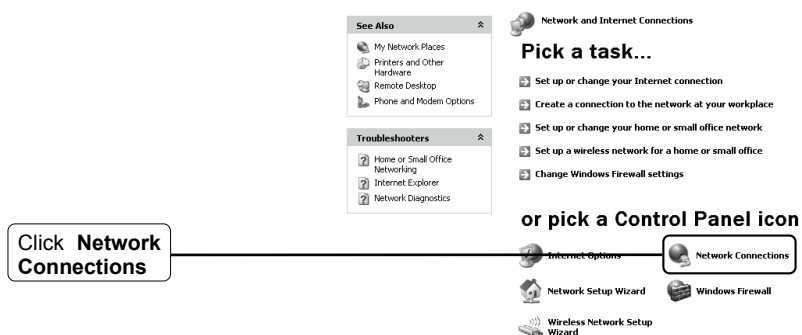 See Also
My Network Places
Printers and Other
Hardware
Remote Desktop
Phone and Modem Options
Troubleshooters
Home or Small Office
Networking
Internet Explorer
Network Diagnostics
Network and Internet Connections
Pick a task...
Set up or change your Internet connection
Create a connection to the network at your workplace
Set up or change your home or small office network
Set up a wireless network for a home or small office
Change Windows Firewall settings
or pick a Control Panel icon
Click Network
Connections
Internet Options
Network Connections
Network Setup Wizard
Windows Firewall
Wireless Network Setup
Wizard